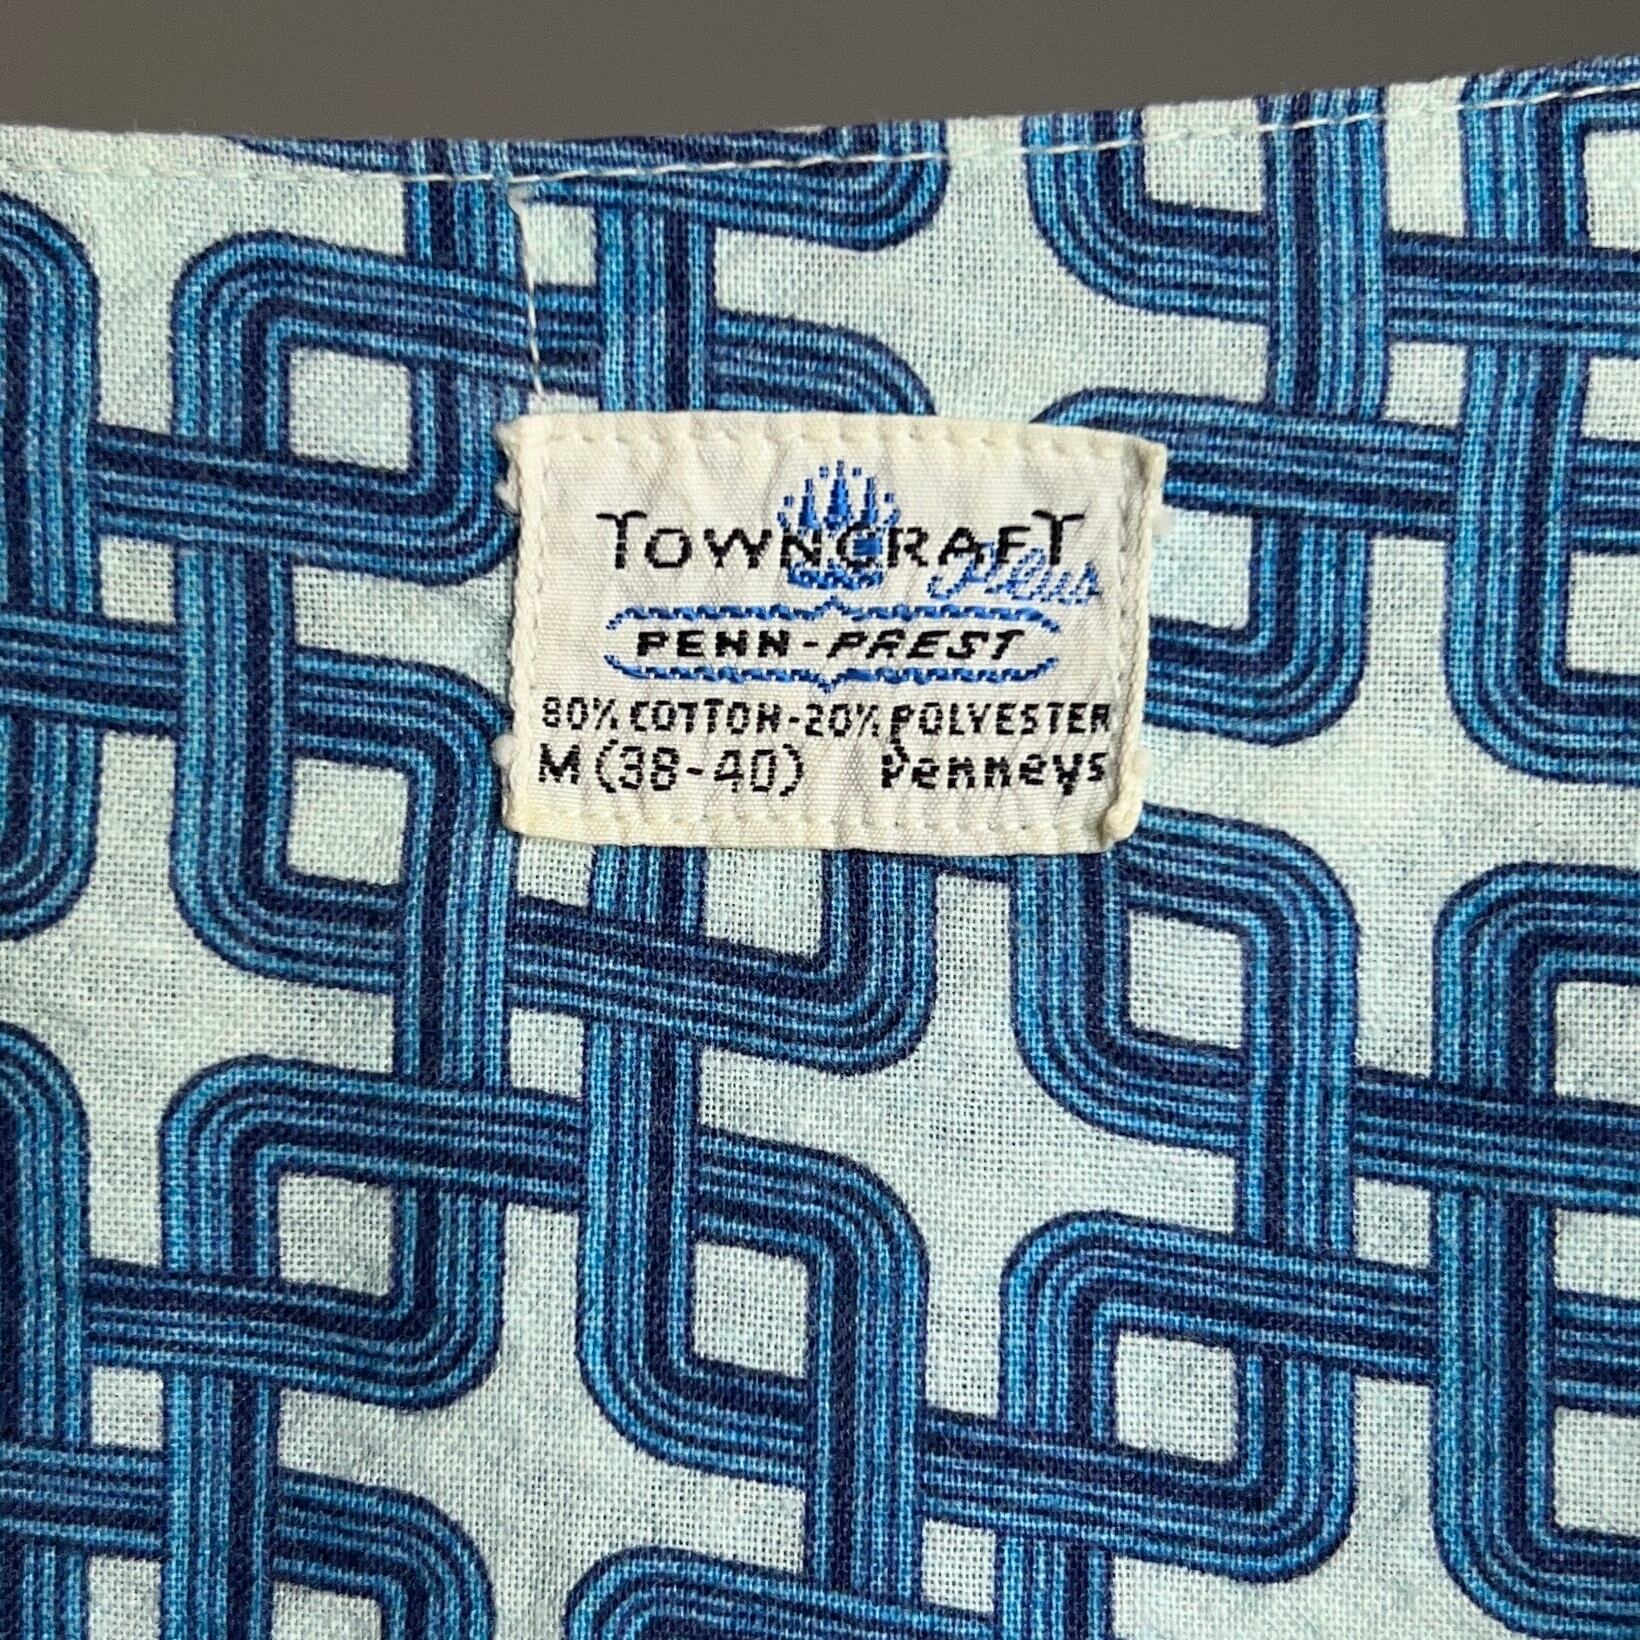 TOWNCRAFT
Plus
PENN-PREST
80% COTTON-20% POLYESTER
M (38-40) Penneys